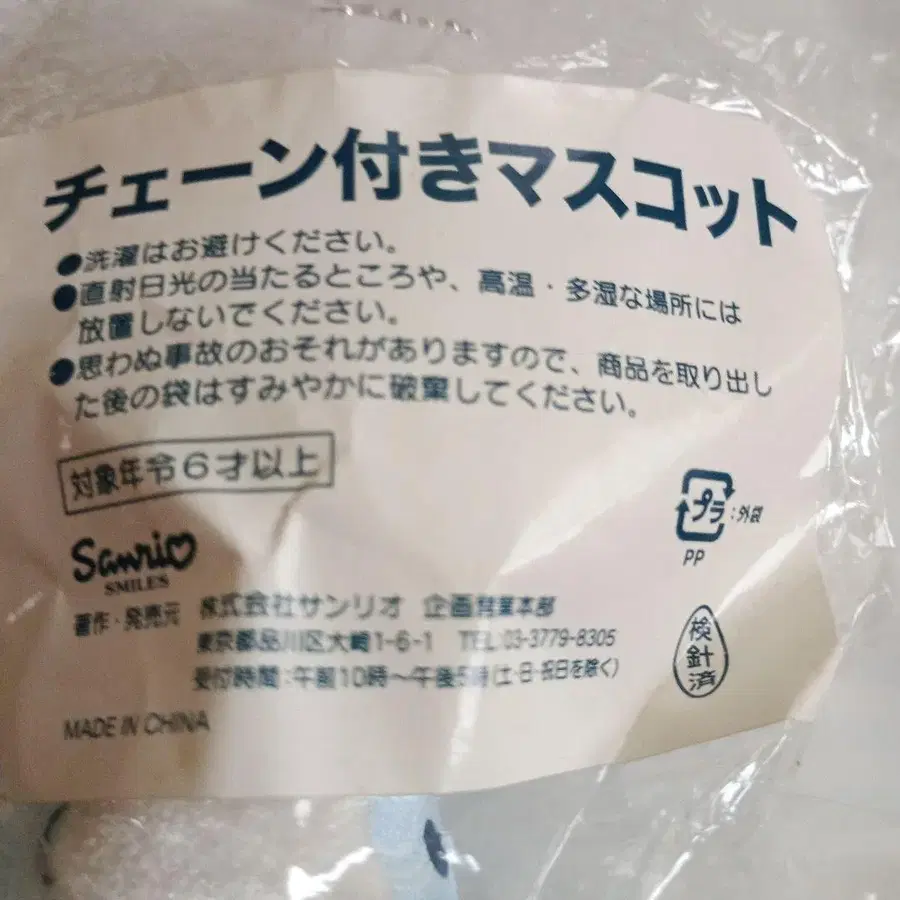 チェーン付きマスコット
●洗濯はお避けください。
●直射日光の当たるところや、高温・多湿な場所には
放置しないでください。
●思わぬ事故のおそれがありますので、商品を取り出し
た後の袋はすみやかに破棄してください。
対象年令6才以上
プラ:外袋
PP
Sanrio
SMILES
著作・発売元 株式会社サンリオ 企画営業本部
東京都品川区大崎1-6-1 TEL:03-3779-8305
受付時間:午前10時〜午後5時(土・日・祝日を除く)
検針済
MADE IN CHINA